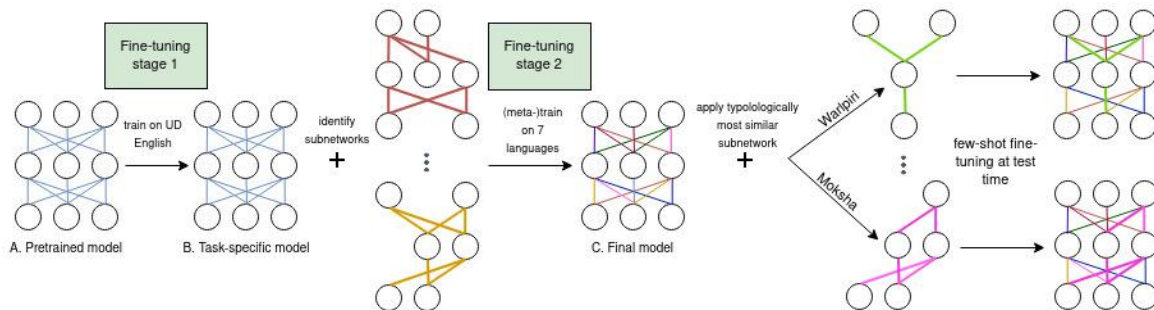 Fine-tuning
stage 1
train on UD
English
A. Pretrained model
B. Task-specific model
identify
subnetworks
+
Fine-tuning
stage 2
(meta-)train
on 7
languages
C. Final model
apply typolologically
most similar
subnetwork
+
Warlpiri
Moksha
few-shot fine-
tuning at test
time